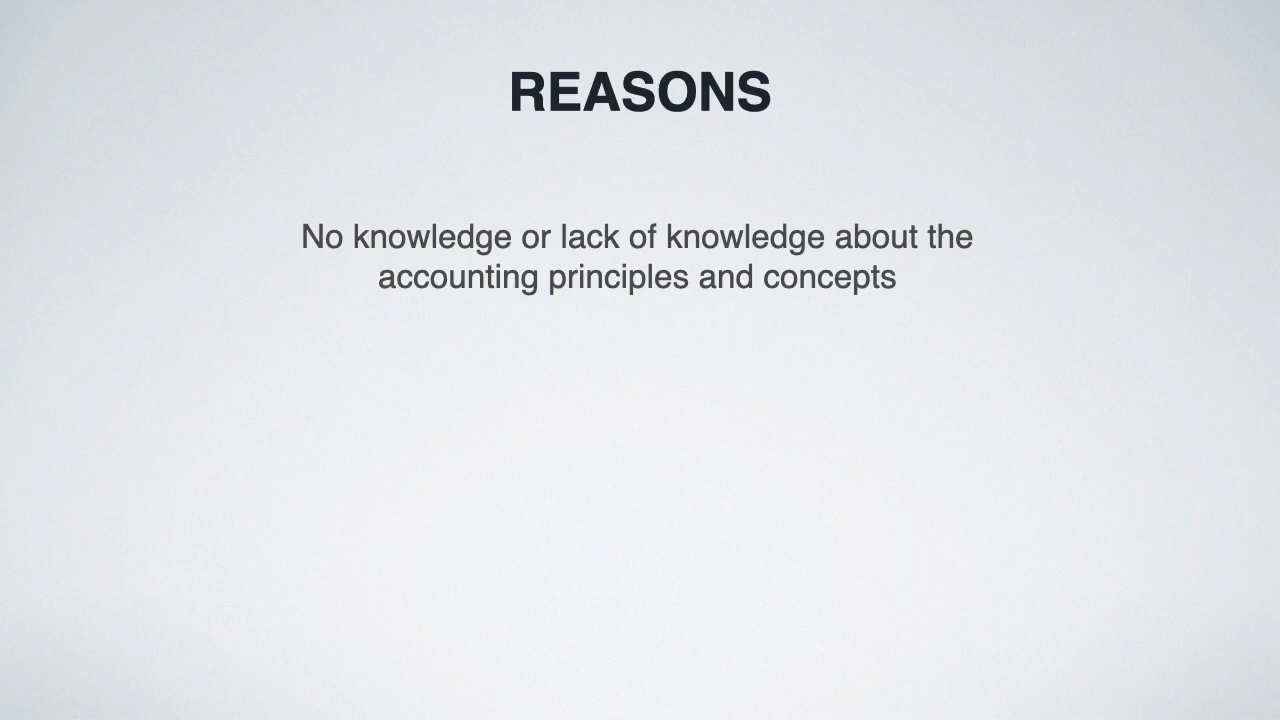 REASONS
No knowledge or lack of knowledge about the
accounting principles and concepts